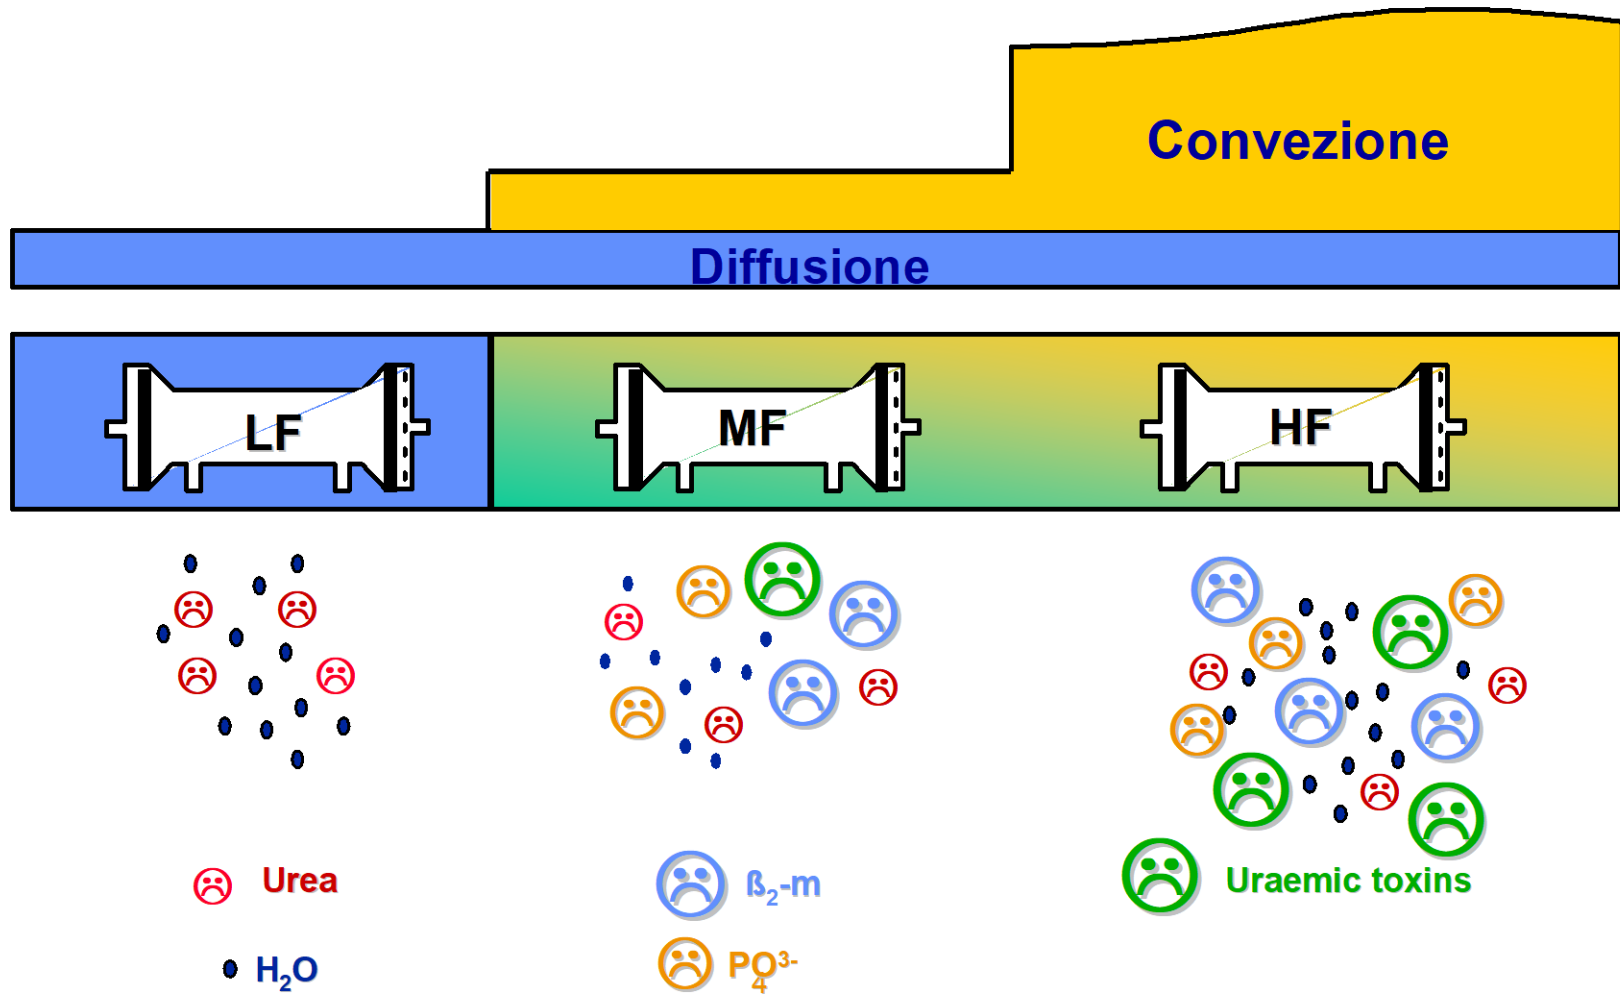 Convezione
Diffusione
LF
MF
HF
Urea
ß₂-m
Uraemic toxins
H₂O
PO₄³⁻